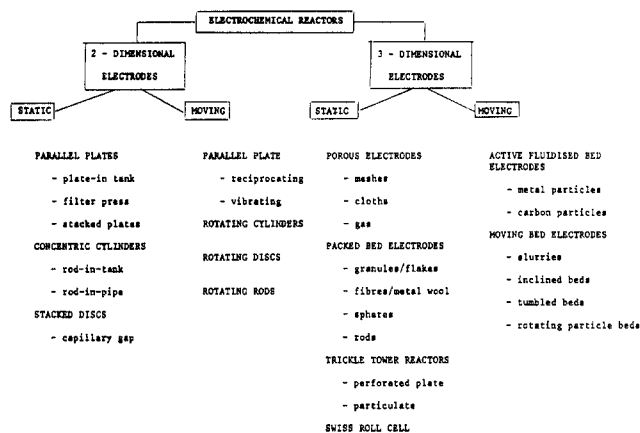 ELECTROCHEMICAL REACTORS
2 - DIMENSIONAL
ELECTRODES
3 - DIMENSIONAL
ELECTRODES
STATIC
MOVING
STATIC
MOVING
PARALLEL PLATES
- plate-in tank
- filter press
- stacked plates
CONCENTRIC CYLINDERS
- rod-in-tank
- rod-in-pipe
STACKED DISCS
- capillary gap
PARALLEL PLATE
- reciprocating
- vibrating
ROTATING CYLINDERS
ROTATING DISCS
ROTATING RODS
POROUS ELECTRODES
- meshes
- cloths
- gas
PACKED BED ELECTRODES
- granules/flakes
- fibres/metal wool
- spheres
- rods
TRICKLE TOWER REACTORS
- perforated plate
- particulate
SWISS ROLL CELL
ACTIVE FLUIDISED BED
ELECTRODES
- metal particles
- carbon particles
MOVING BED ELECTRODES
- slurries
- inclined beds
- tumbled beds
- rotating particle beds